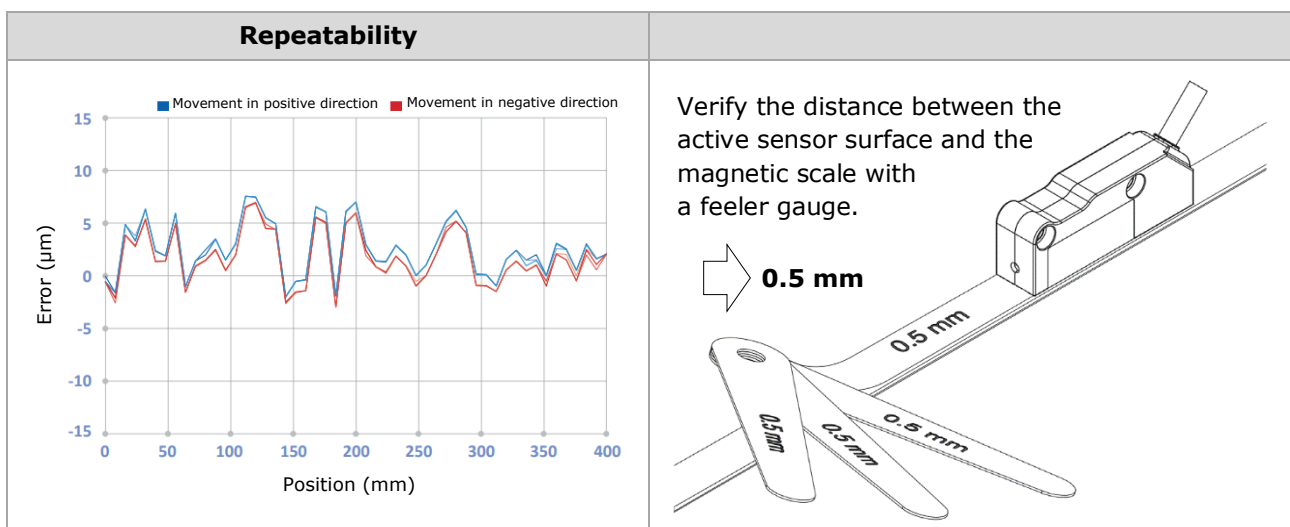 Repeatability
Movement in positive direction
Movement in negative direction
15
10
5
0
-5
-10
-15
Error (µm)
0
50
100
150
200
250
300
350
400
Position (mm)
Verify the distance between the
active sensor surface and the
magnetic scale with
a feeler gauge.
0.5 mm
0.5 mm
0.5 mm
0.5 mm
0.5 mm